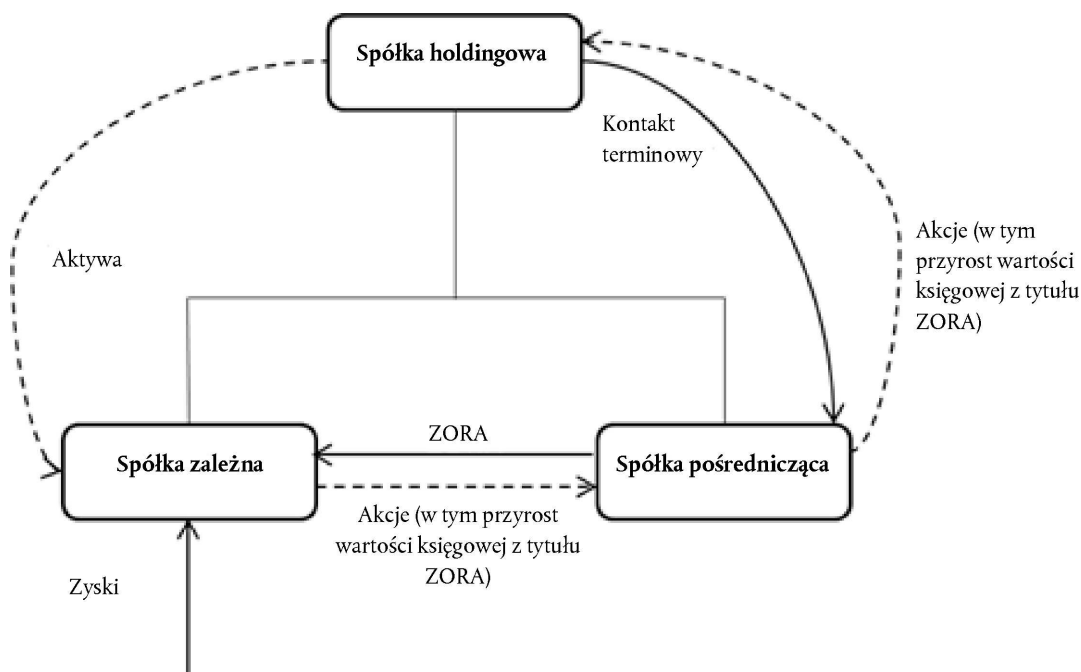 Spółka holdingowa
Kontakt
terminowy
Akcje (w tym
przyrost wartości
księgowej z tytułu
ZORA)
Aktywa
ZORA
Spółka zależna
Spółka pośrednicząca
Akcje (w tym przyrost
wartości księgowej z tytułu
ZORA)
Zyski